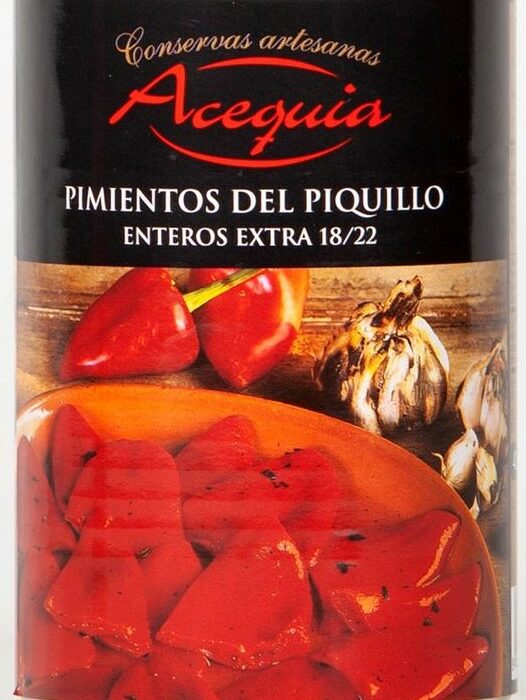 Conservas artesanas
Acequia
PIMIENTOS DEL PIQUILLO
ENTEROS EXTRA 18/22